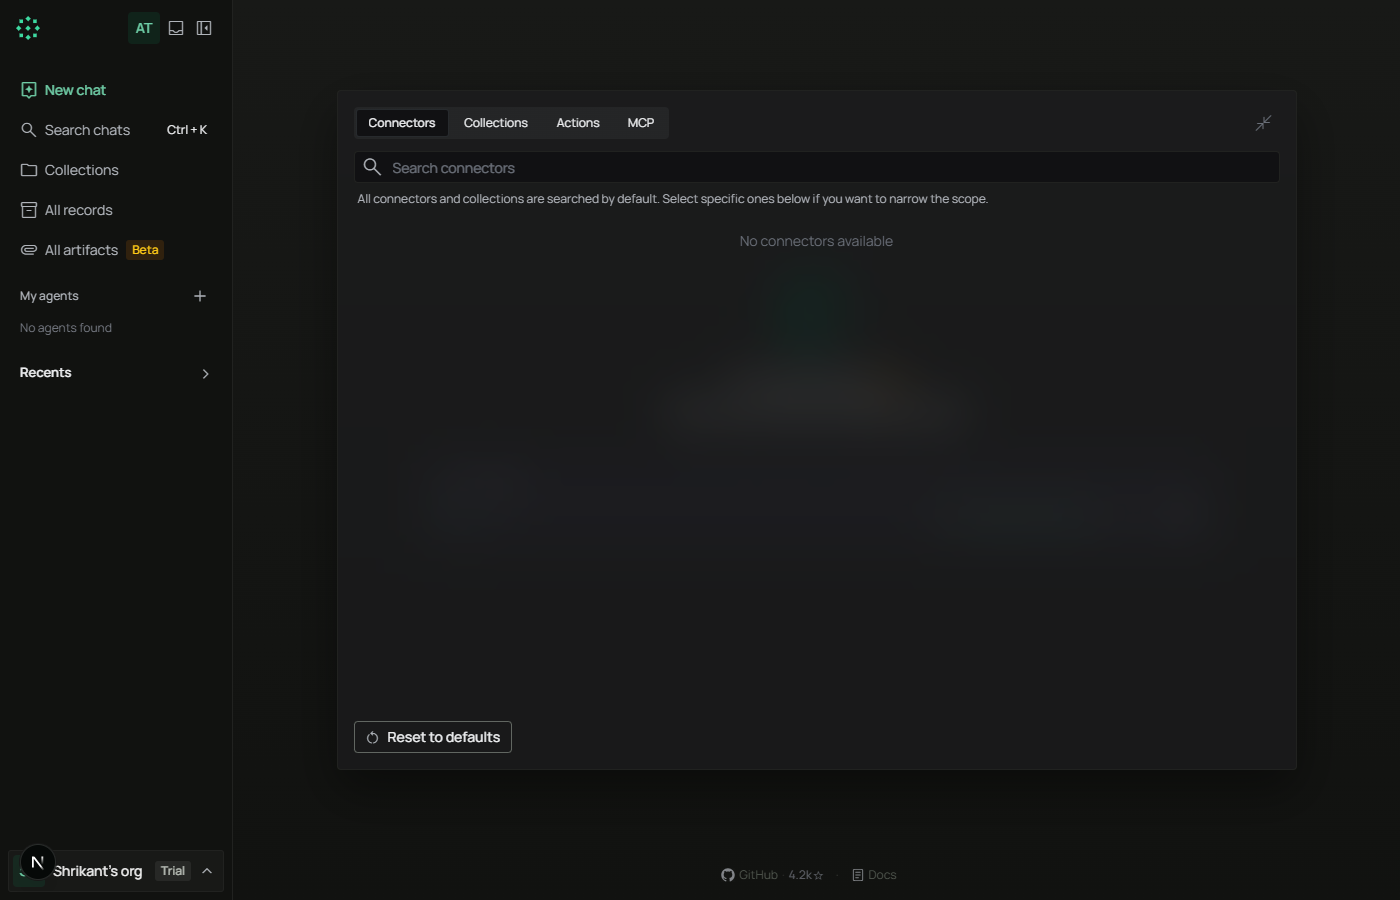 AT
New chat
Search chats Ctrl + K
Collections
All records
All artifacts Beta
My agents
No agents found
Recents
Shrikant's org Trial
Connectors Collections Actions MCP
Search connectors
All connectors and collections are searched by default. Select specific ones below if you want to narrow the scope.
No connectors available
Reset to defaults
GitHub 4.2k☆ · Docs